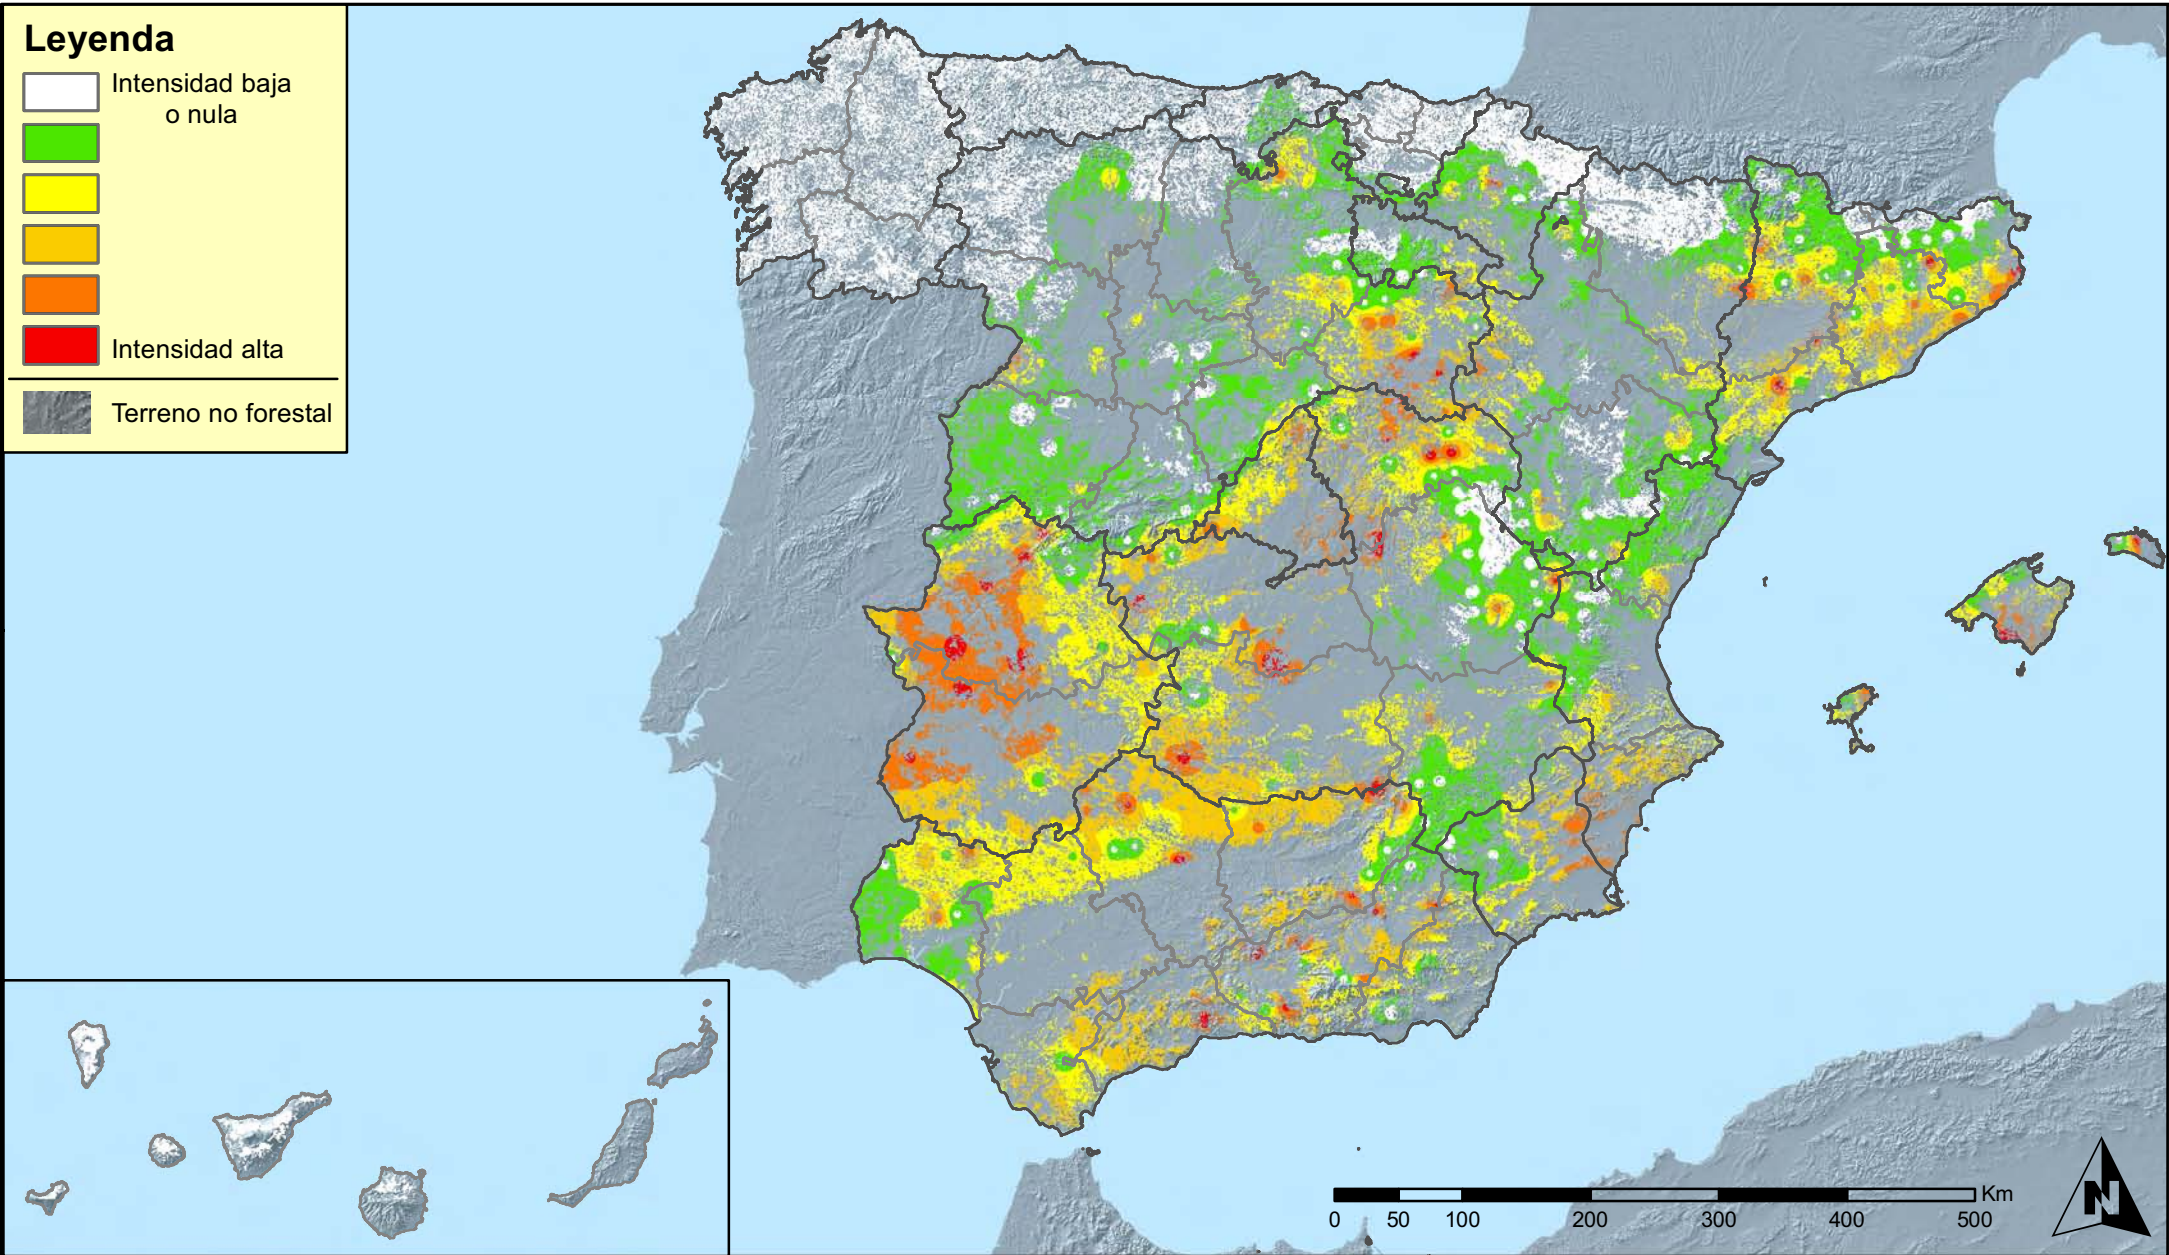 Leyenda
Intensidad baja
o nula
Intensidad alta
Terreno no forestal
Km
0 50 100 200 300 400 500
N